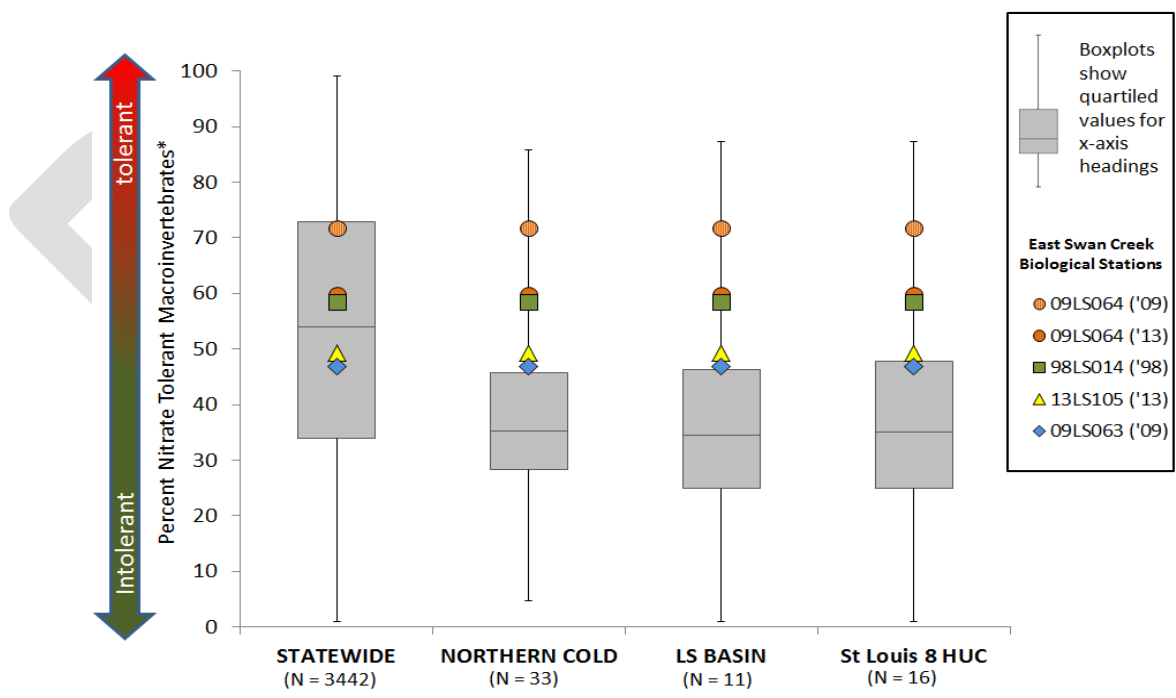 tolerant
Intolerant
Percent Nitrate Tolerant Macroinvertebrates*
100
90
80
70
60
50
40
30
20
10
0
STATEWIDE
(N = 3442)
NORTHERN COLD
(N = 33)
LS BASIN
(N = 11)
St Louis 8 HUC
(N = 16)
Boxplots
show
quartiled
values for
x-axis
headings
East Swan Creek
Biological Stations
09LS064 ('09)
09LS064 ('13)
98LS014 ('98)
13LS105 ('13)
09LS063 ('09)